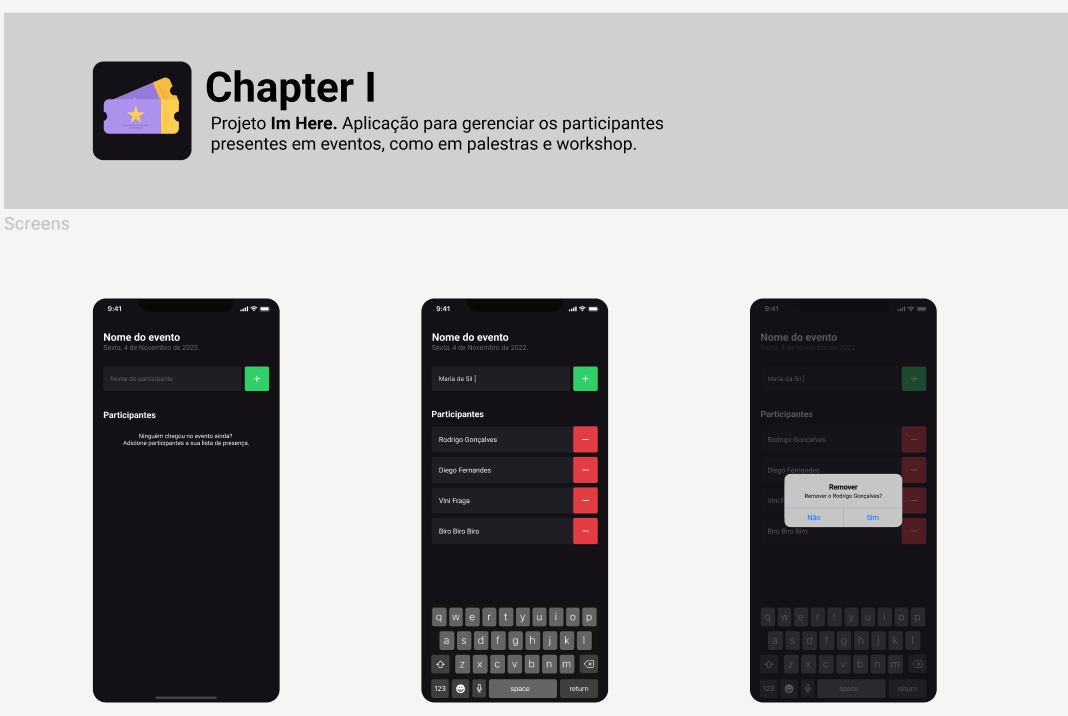 Chapter I
Projeto Im Here. Aplicação para gerenciar os participantes
presentes em eventos, como em palestras e workshop.
Screens
9:41
Nome do evento
Sexta, 4 de Novembro de 2022.
Nome do participante
+
Participantes
Ninguém chegou no evento ainda?
Adicione participantes a sua lista de presença.
9:41
Nome do evento
Sexta, 4 de Novembro de 2022.
Maria da Sil |
+
Participantes
Rodrigo Gonçalves
Diego Fernandes
Vini Fraga
Biro Biro Biro
q w e r t y u i o p
a s d f g h j k l
z x c v b n m
123 space return
9:41
Nome do evento
Sexta, 4 de Novembro de 2022.
Maria da Sil |
+
Participantes
Rodrigo Gonçalves
Diego Fernandes
Vini F
Remover
Remover o Rodrigo Gonçalves?
Não Sim
Biro Biro Biro
q w e r t y u i o p
a s d f g h j k l
z x c v b n m
123 space return